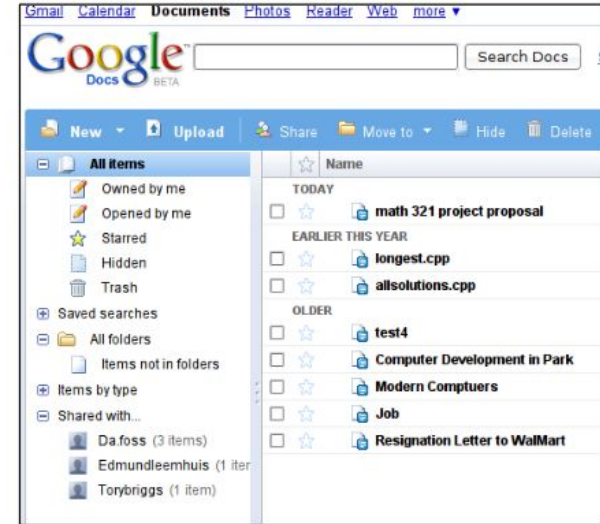 Gmail Calendar Documents Photos Reader Web more ▼
Google™
Docs BETA
Search Docs
New Upload Share Move to Hide Delete
All items
Owned by me
Opened by me
Starred
Hidden
Trash
Saved searches
All folders
Items not in folders
Items by type
Shared with...
Da.foss (3 items)
Edmundleemhuis (1 iter
Torybriggs (1 item)
Name
TODAY
math 321 project proposal
EARLIER THIS YEAR
longest.cpp
allsolutions.cpp
OLDER
test4
Computer Development in Park
Modern Comptuers
Job
Resignation Letter to WalMart